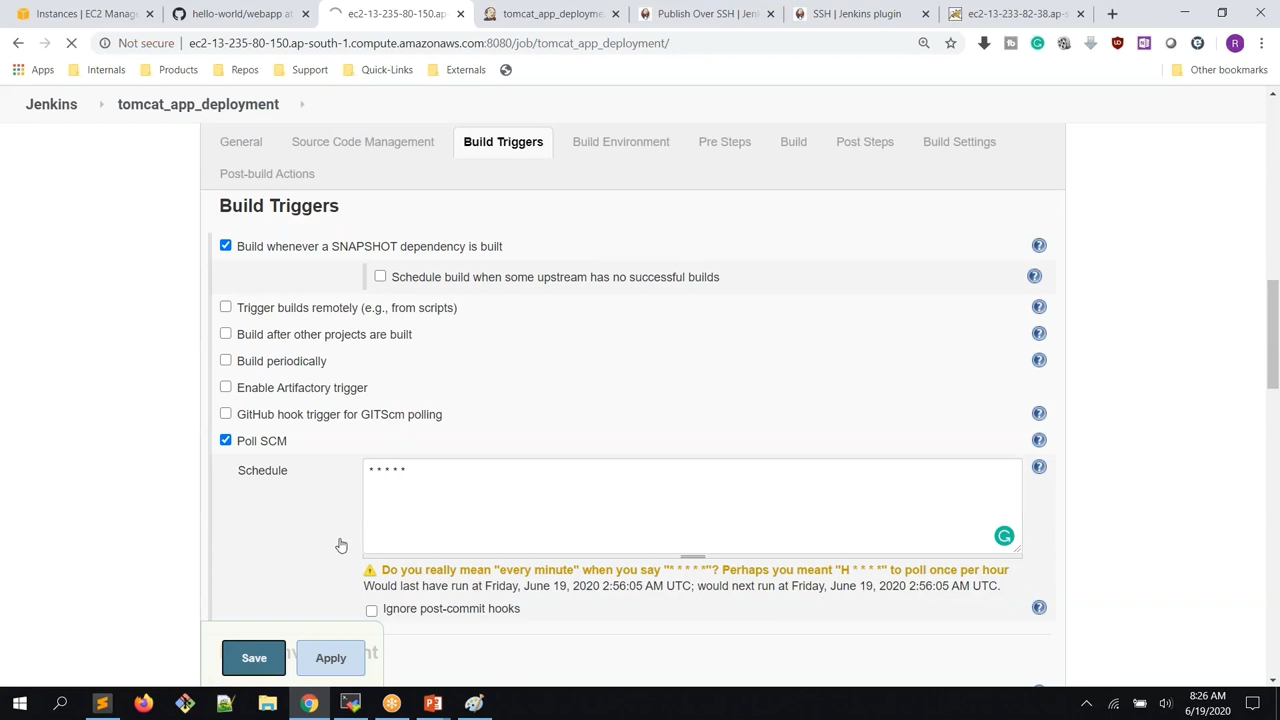 Instances | EC2 Manage
hello-world/webapp at
ec2-13-235-80-150.ap-
tomcat_app_deployme
Publish Over SSH | Jen
SSH | Jenkins plugin
ec2-13-233-82-38.ap-s
Not secure | ec2-13-235-80-150.ap-south-1.compute.amazonaws.com:8080/job/tomcat_app_deployment/
Apps
Internals
Products
Repos
Support
Quick-Links
Externals
Other bookmarks
Jenkins
tomcat_app_deployment
General
Source Code Management
Build Triggers
Build Environment
Pre Steps
Build
Post Steps
Build Settings
Post-build Actions
Build Triggers
Build whenever a SNAPSHOT dependency is built
Schedule build when some upstream has no successful builds
Trigger builds remotely (e.g., from scripts)
Build after other projects are built
Build periodically
Enable Artifactory trigger
GitHub hook trigger for GITScm polling
Poll SCM
Schedule
* * * * *
Do you really mean "every minute" when you say "* * * * *"? Perhaps you meant "H * * * *" to poll once per hour
Would last have run at Friday, June 19, 2020 2:56:05 AM UTC; would next run at Friday, June 19, 2020 2:56:05 AM UTC.
Ignore post-commit hooks
Save
Apply
8:26 AM
6/19/2020